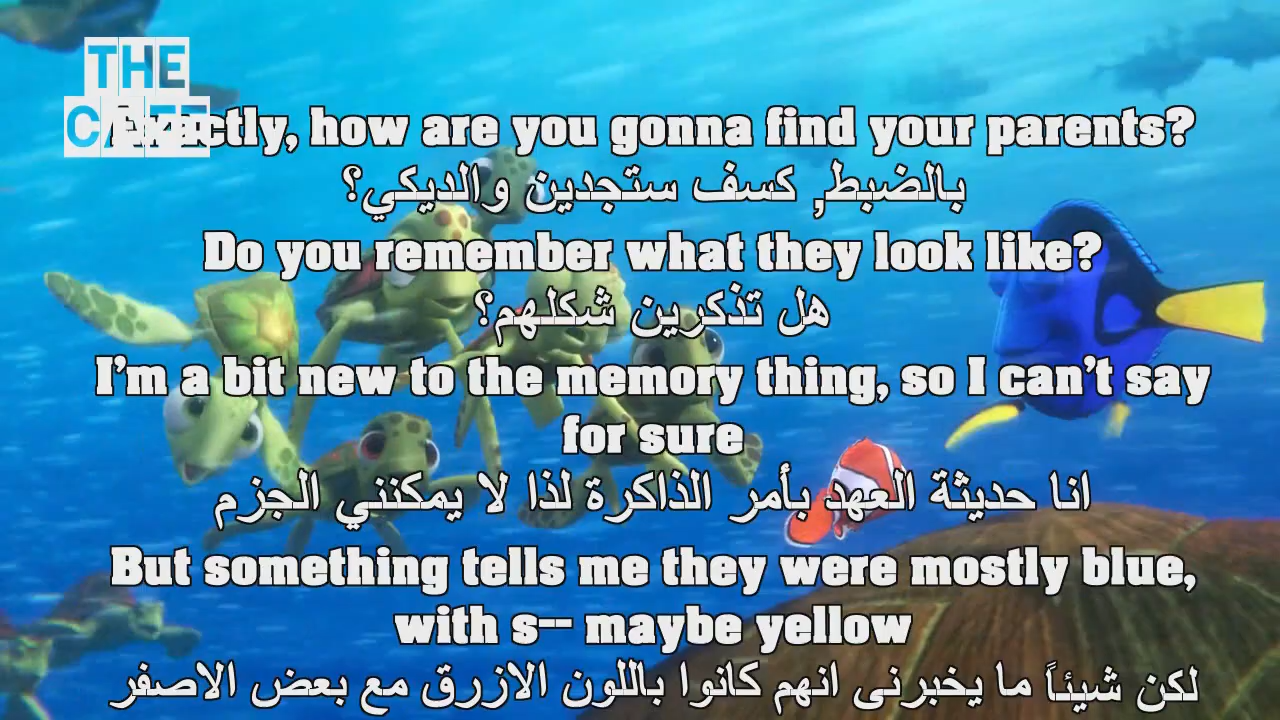 THE
CAFE
Exactly, how are you gonna find your parents?
بالضبط, كسف ستجدين والديكي؟
Do you remember what they look like?
هل تذكرين شكلهم؟
I'm a bit new to the memory thing, so I can't say
for sure
انا حديثة العهد بأمر الذاكرة لذا لا يمكنني الجزم
But something tells me they were mostly blue,
with s-- maybe yellow
لكن شيئاً ما يخبرنى انهم كانوا باللون الازرق مع بعض الاصفر